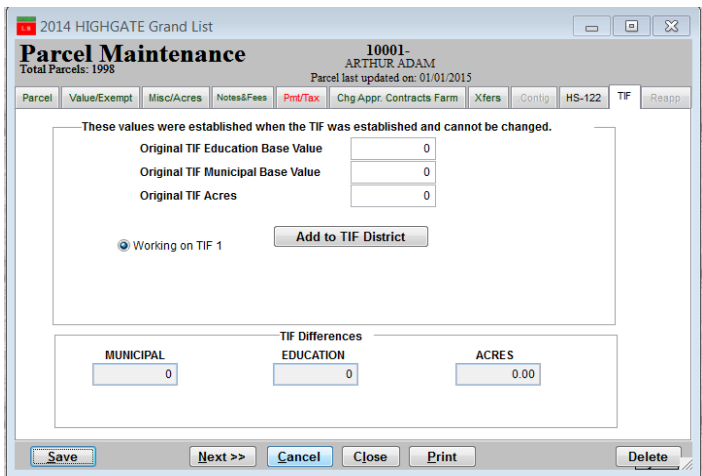 LS 2014 HIGHGATE Grand List
Parcel Maintenance
Total Parcels: 1998
10001-
ARTHUR ADAM
Parcel last updated on: 01/01/2015
Parcel Value/Exempt Misc/Acres Notes&Fees Pmt/Tax Chg Appr. Contracts Farm Xfers Contig HS-122 TIF Reapp
These values were established when the TIF was established and cannot be changed.
Original TIF Education Base Value 0
Original TIF Municipal Base Value 0
Original TIF Acres 0
Working on TIF 1 Add to TIF District
TIF Differences
MUNICIPAL EDUCATION ACRES
0 0 0.00
Save Next >> Cancel Close Print Delete